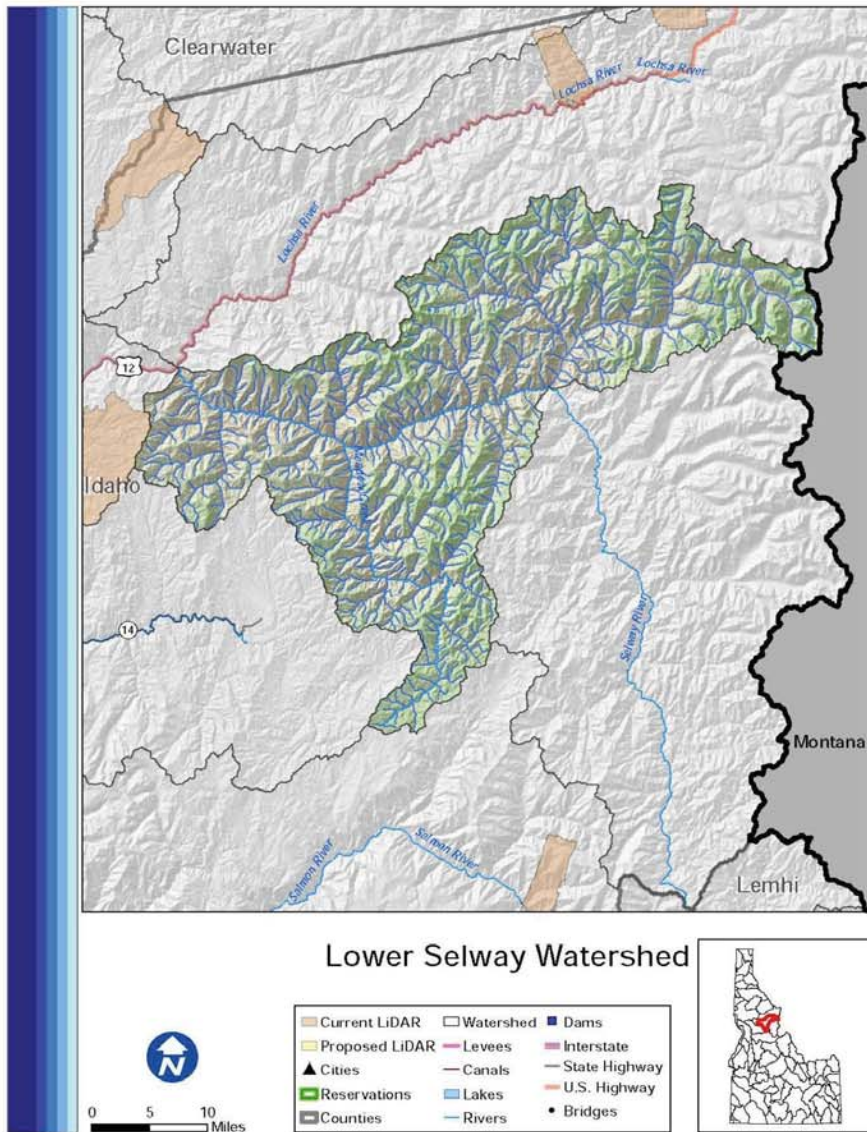 Clearwater
Lochsa River
Lochsa River
Lochsa River
12
Idaho
14
Selway River
Montana
Salmon River
Salmon River
Lemhi
Lower Selway Watershed
N
0 5 10
Miles
Current LiDAR
Proposed LiDAR
Cities
Reservations
Counties
Watershed
Levees
Canals
Lakes
Rivers
Dams
Interstate
State Highway
U.S. Highway
Bridges